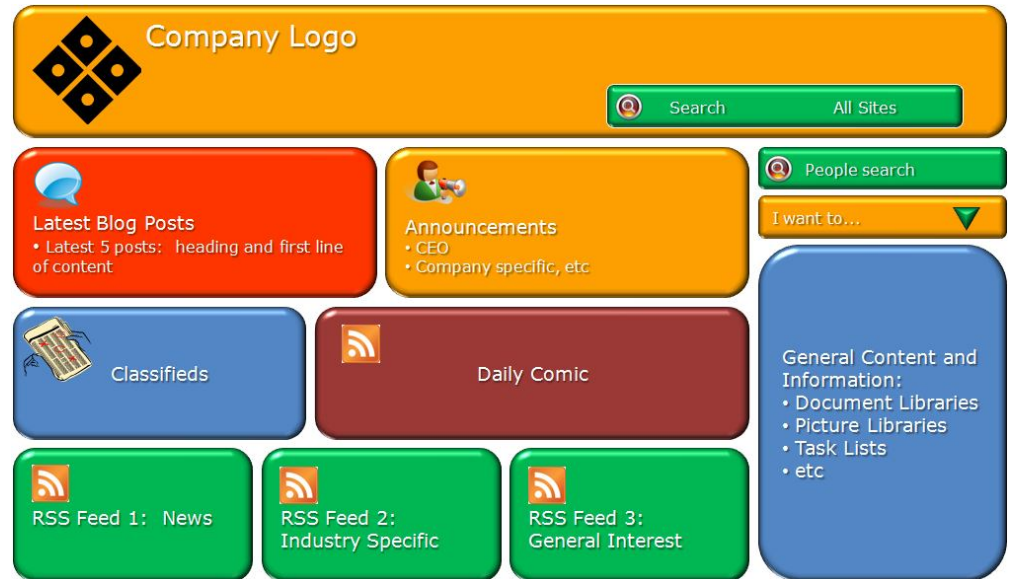 Company Logo
Search All Sites
People search
I want to...
Latest Blog Posts
• Latest 5 posts: heading and first line
of content
Announcements
• CEO
• Company specific, etc
Classifieds
Daily Comic
General Content and
Information:
• Document Libraries
• Picture Libraries
• Task Lists
• etc
RSS Feed 1: News
RSS Feed 2:
Industry Specific
RSS Feed 3:
General Interest